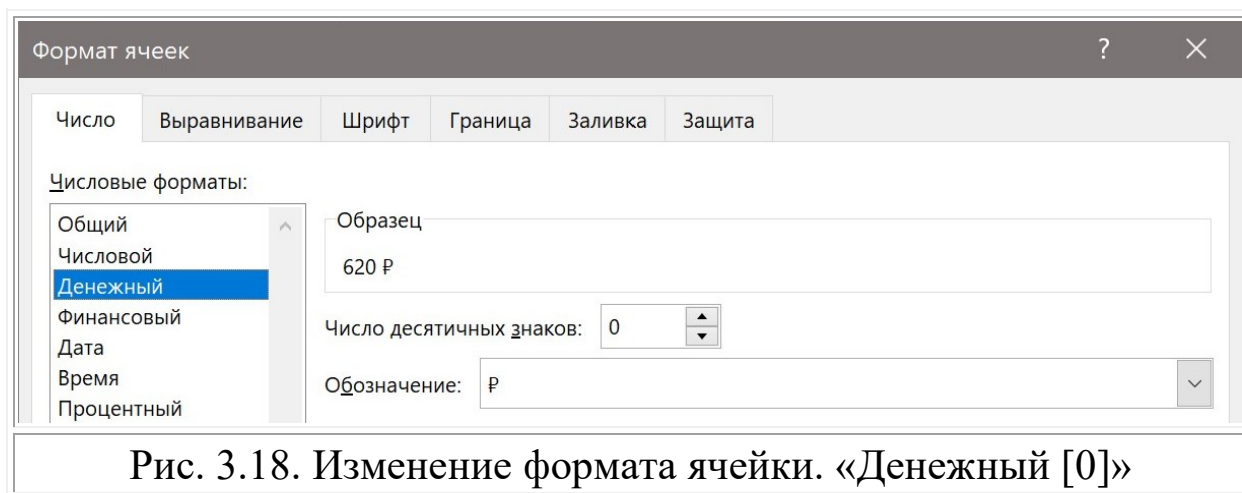 Формат ячеек ?
Число Выравнивание Шрифт Граница Заливка Защита
Числовые форматы:
Общий
Числовой
Денежный
Финансовый
Дата
Время
Процентный
Образец
620 ₽
Число десятичных знаков: 0
Обозначение: ₽
Рис. 3.18. Изменение формата ячейки. «Денежный [0]»